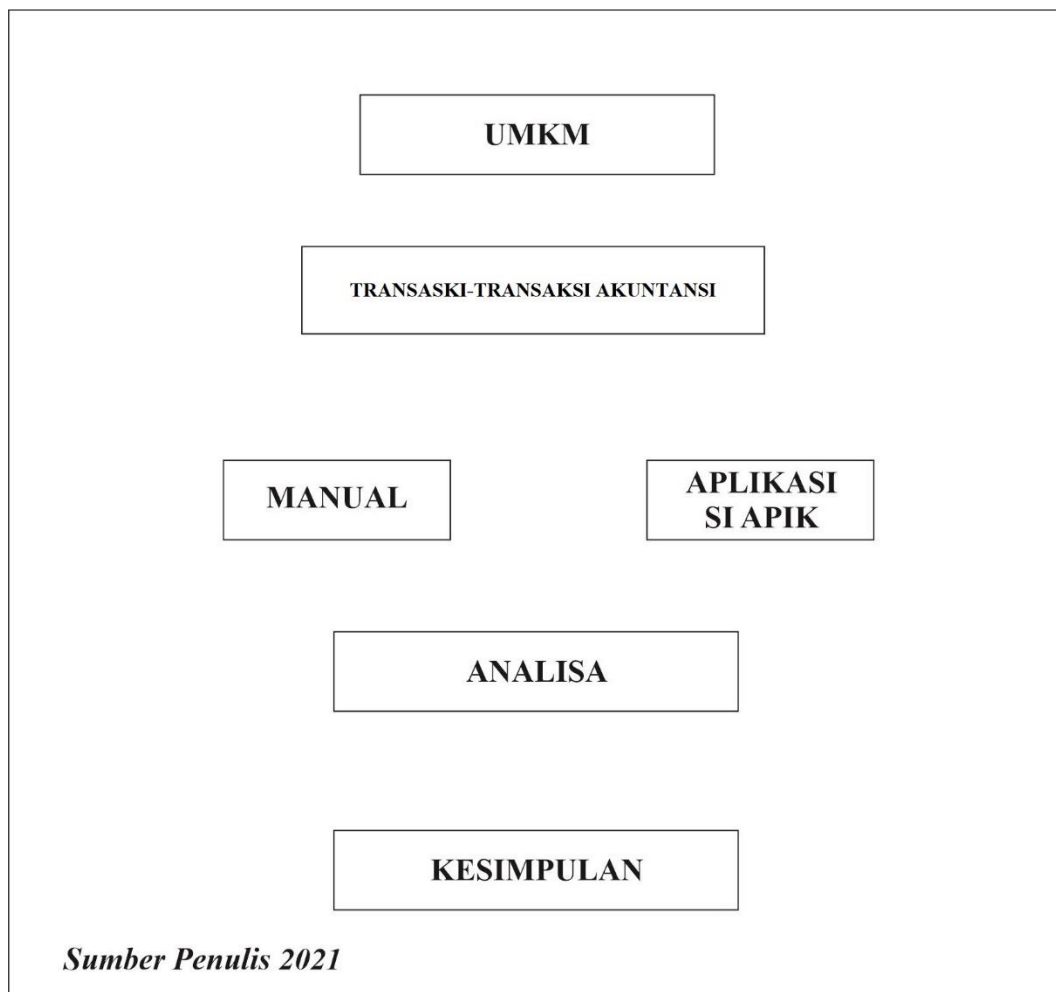 UMKM
TRANSASKI-TRANSAKSI AKUNTANSI
MANUAL
APLIKASI
SI APIK
ANALISA
KESIMPULAN
Sumber Penulis 2021